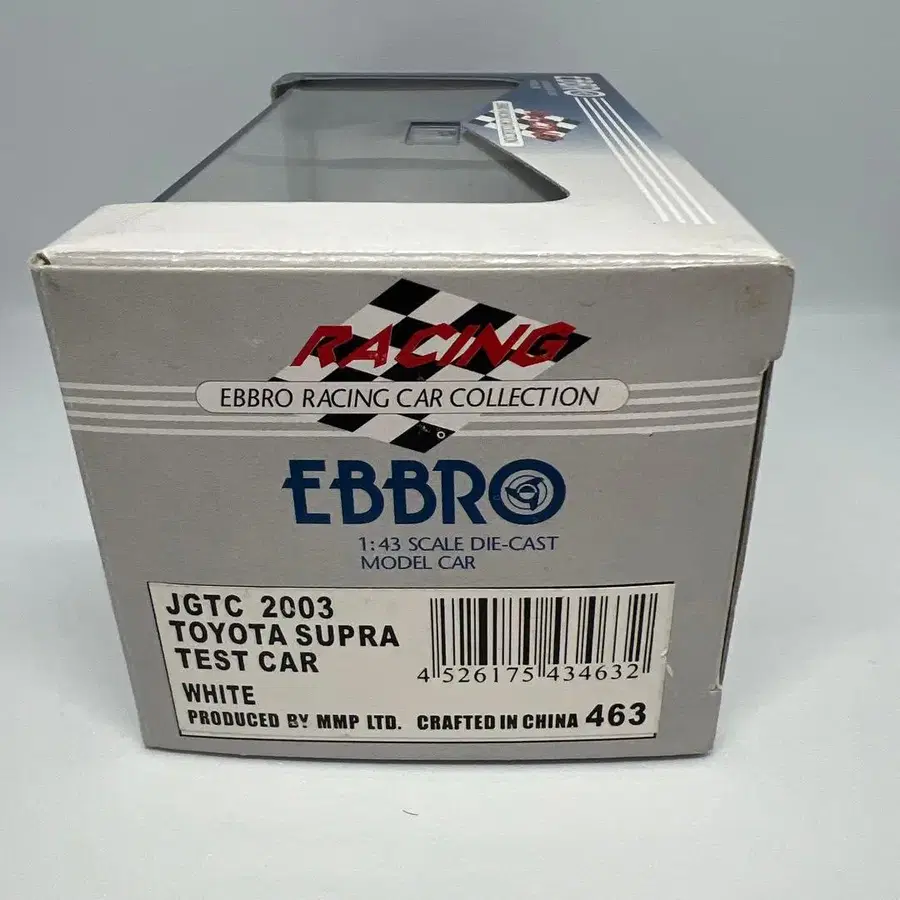 EBBRO
RACING
EBBRO RACING CAR COLLECTION
EBBRO
1:43 SCALE DIE-CAST
MODEL CAR
JGTC 2003
TOYOTA SUPRA
TEST CAR
WHITE
4 526175 434632
PRODUCED BY MMP LTD. CRAFTED IN CHINA 463